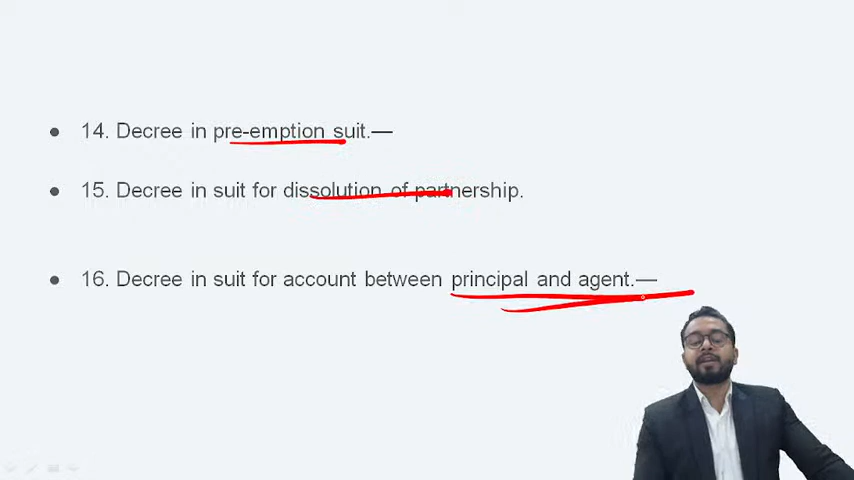 14. Decree in pre-emption suit.—
15. Decree in suit for dissolution of partnership.
16. Decree in suit for account between principal and agent.—